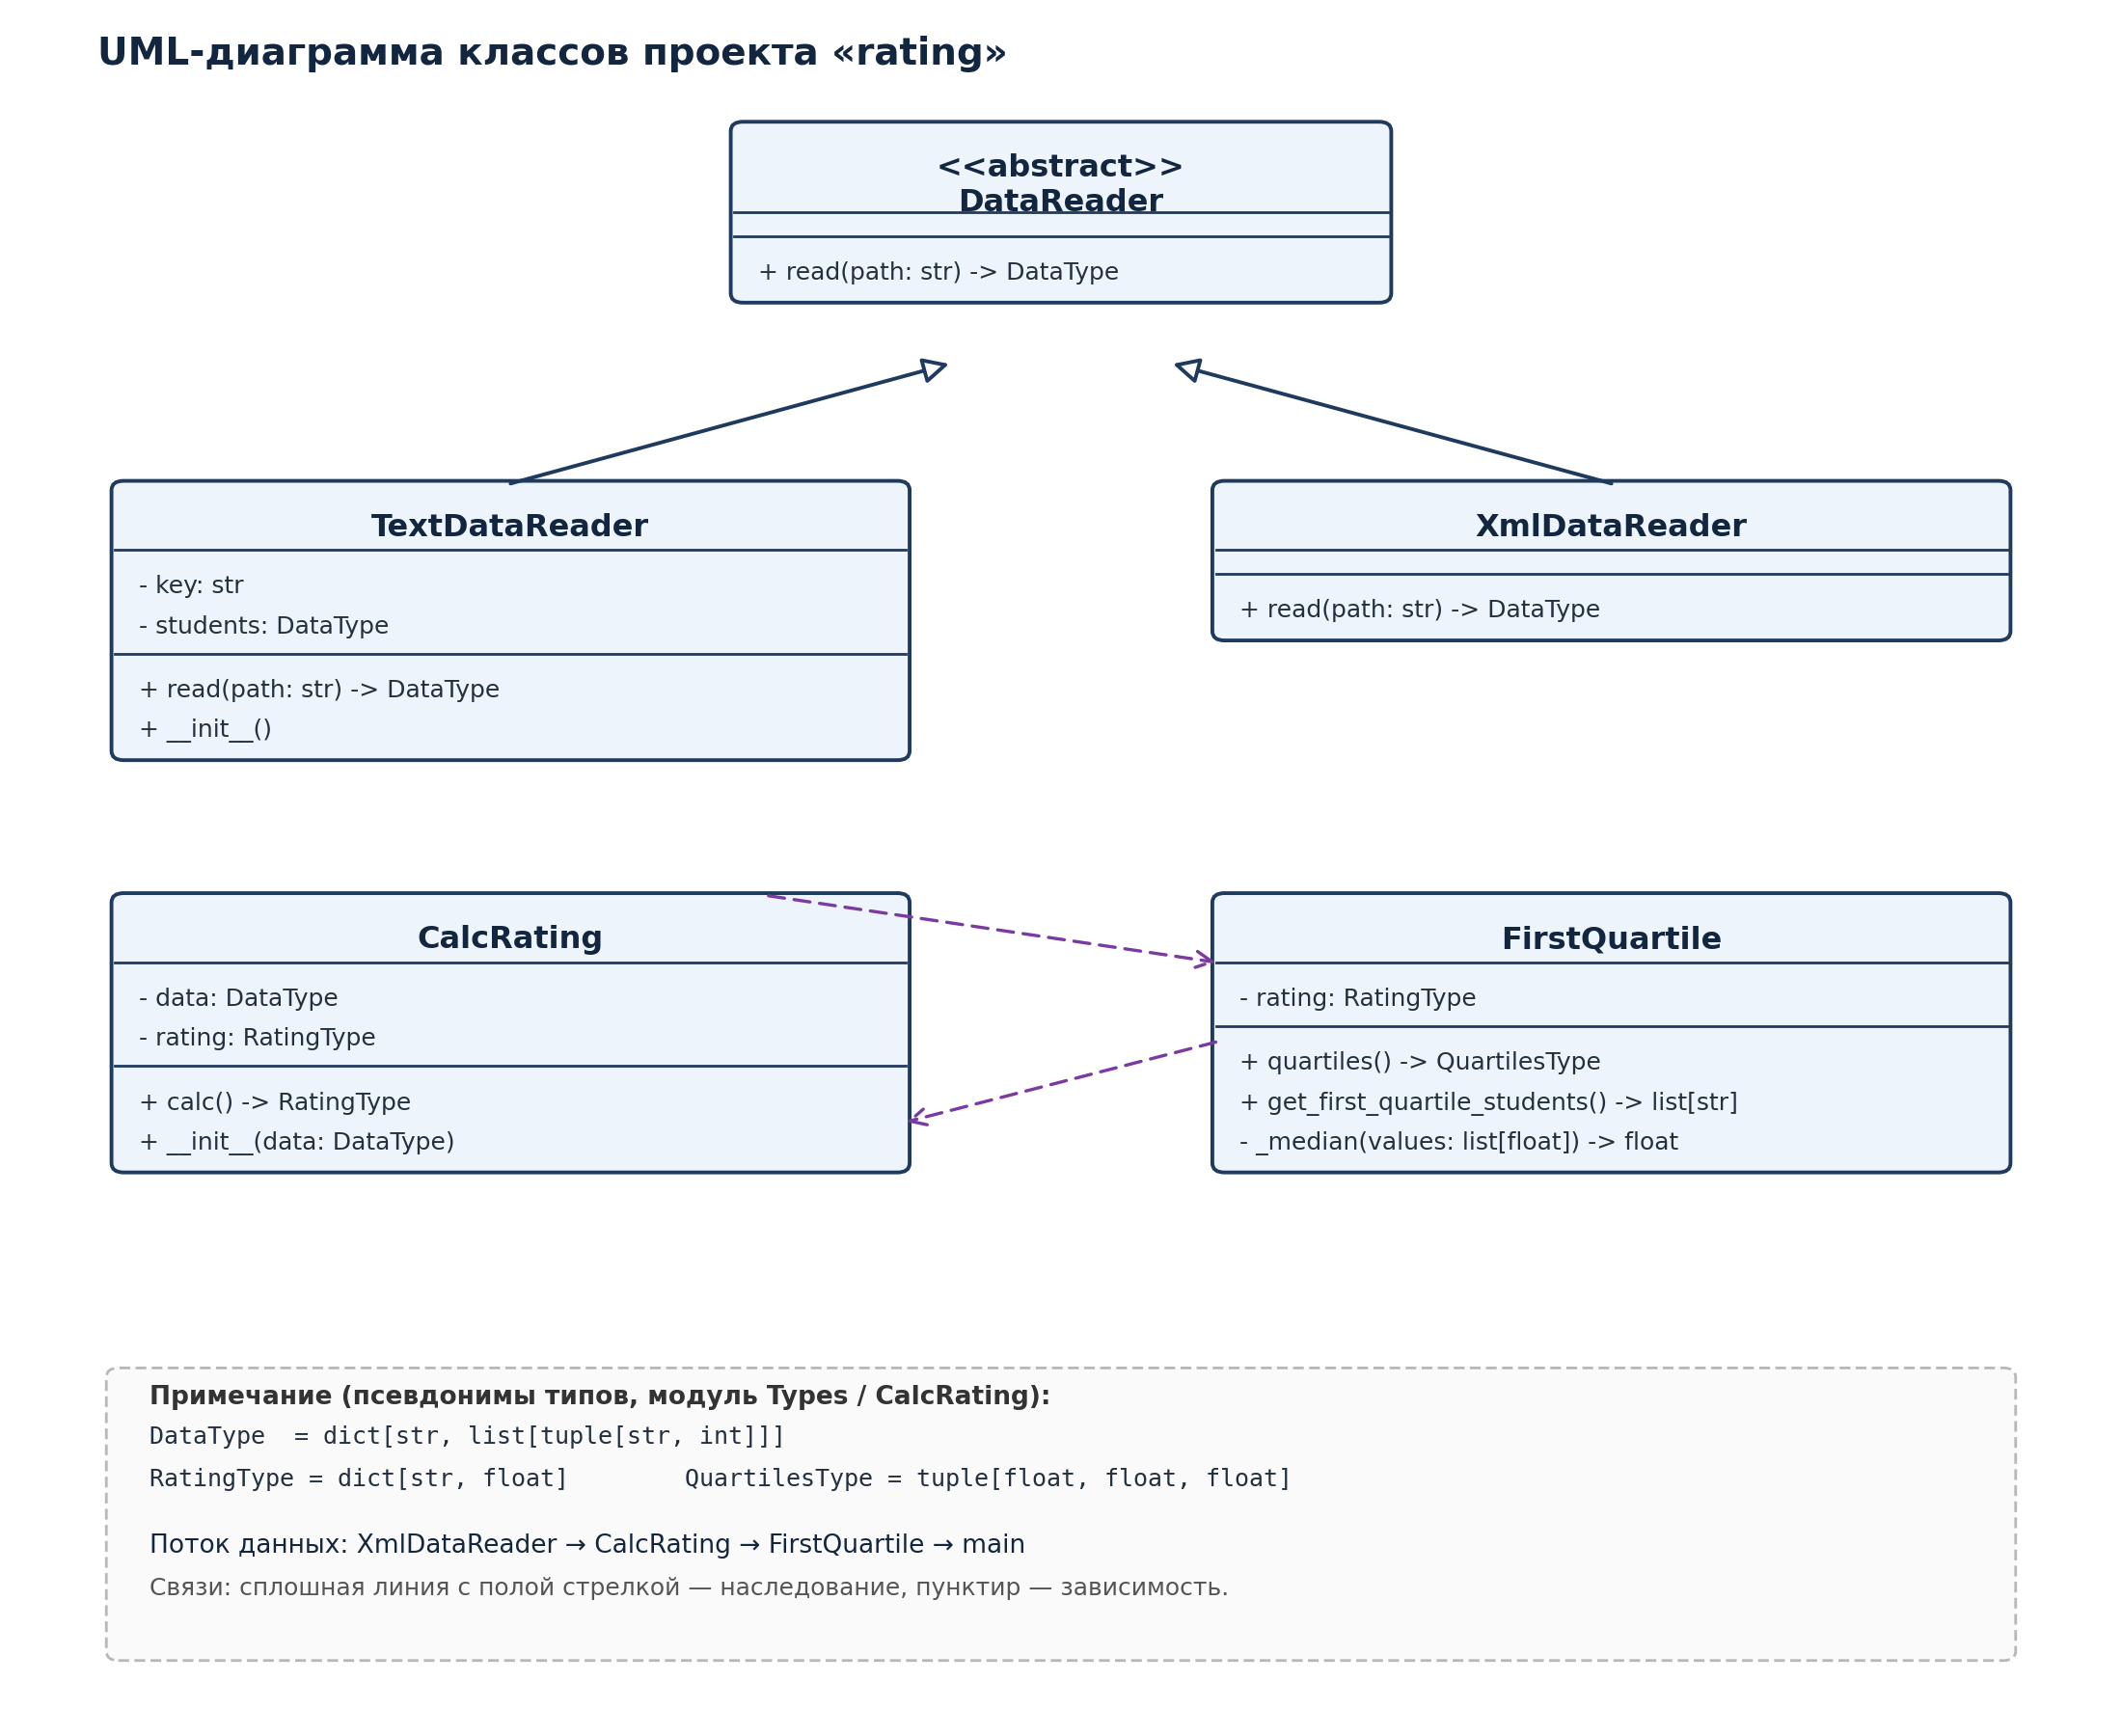 UML-диаграмма классов проекта «rating»
<<abstract>>
DataReader
+ read(path: str) -> DataType
TextDataReader
- key: str
- students: DataType
+ read(path: str) -> DataType
+ __init__()
XmlDataReader
+ read(path: str) -> DataType
CalcRating
- data: DataType
- rating: RatingType
+ calc() -> RatingType
+ __init__(data: DataType)
FirstQuartile
- rating: RatingType
+ quartiles() -> QuartilesType
+ get_first_quartile_students() -> list[str]
- _median(values: list[float]) -> float
Примечание (псевдонимы типов, модуль Types / CalcRating):
DataType  = dict[str, list[tuple[str, int]]]
RatingType = dict[str, float]        QuartilesType = tuple[float, float, float]
Поток данных: XmlDataReader → CalcRating → FirstQuartile → main
Связи: сплошная линия с полой стрелкой — наследование, пунктир — зависимость.